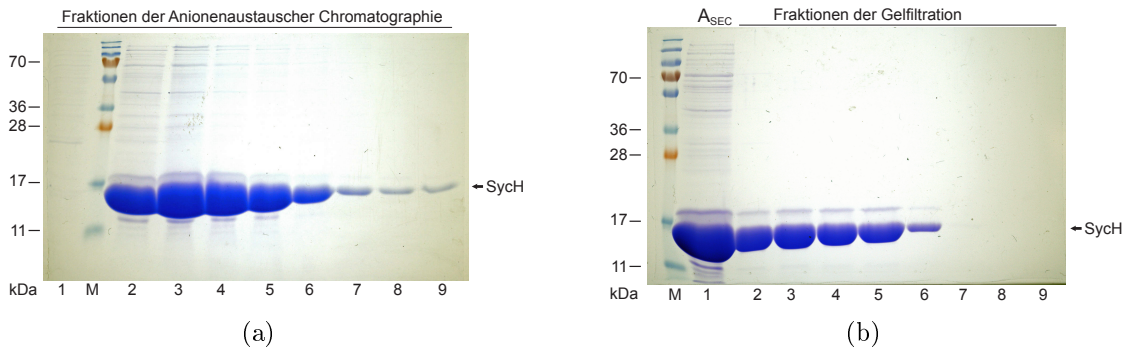 Fraktionen der Anionenaustauscher Chromatographie
70
36
28
17
11
SycH
kDa 1 M 2 3 4 5 6 7 8 9
(a)
A_SEC Fraktionen der Gelfiltration
70
36
28
17
11
SycH
kDa M 1 2 3 4 5 6 7 8 9
(b)